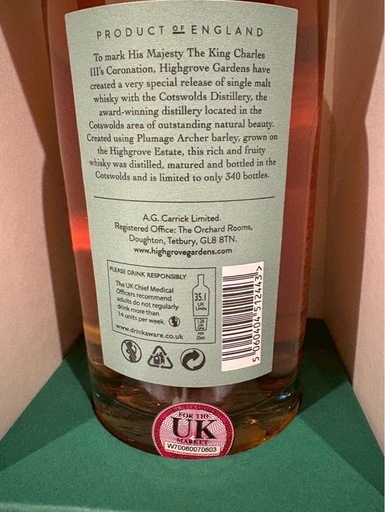 PRODUCT OF ENGLAND
To mark His Majesty The King Charles
III's Coronation, Highgrove Gardens have
created a very special release of single malt
whisky with the Cotswolds Distillery, the
award-winning distillery located in the
Cotswolds area of outstanding natural beauty.
Created using Plumage Archer barley, grown on
the Highgrove Estate, this rich and fruity
whisky was distilled, matured and bottled in the
Cotswolds and is limited to only 340 bottles.
A.G. Carrick Limited.
Registered Office: The Orchard Rooms,
Doughton, Tetbury, GL8 8TN.
www.highgrovegardens.com
PLEASE DRINK RESPONSIBLY
The UK Chief Medical
Officers recommend
adults do not regularly
drink more than
14 units per week.
www.drinkaware.co.uk
35.1
UK
Units
25ml
5 060404 512443 >
FOR THE
UK
MARKET
W70060070603